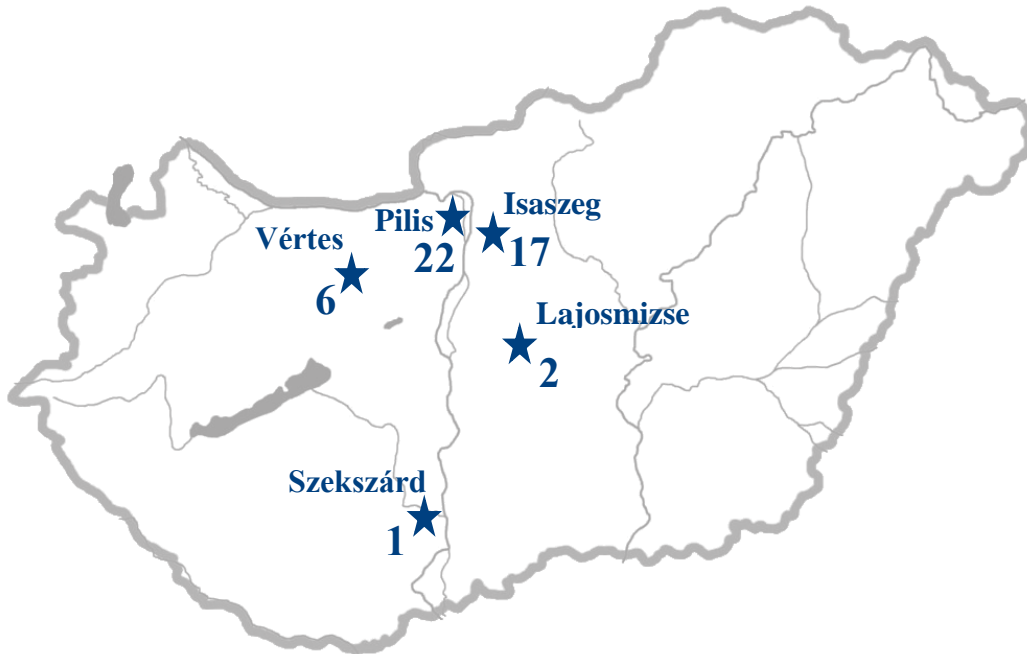 Isaszeg
Pilis
17
Vértes
22
6
Lajosmizse
2
Szekszárd
1